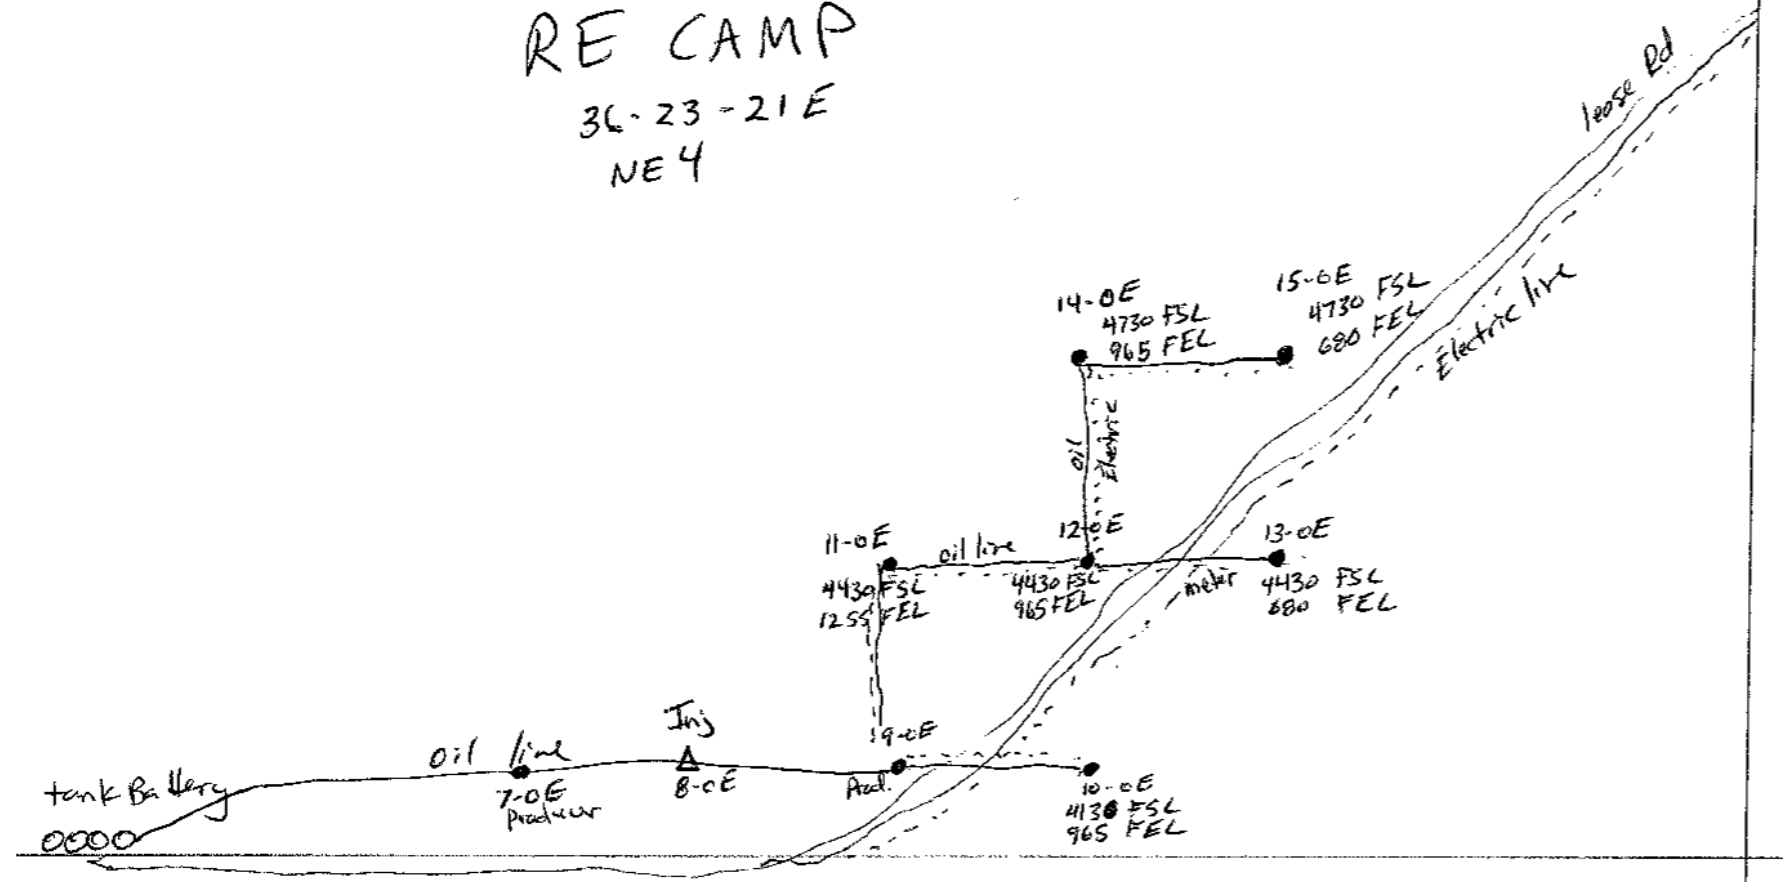 RE CAMP
36-23-21E
NE4
lease Rd
Electric line
14-0E
4730 FSL
965 FEL
15-0E
4730 FSL
680 FEL
oil
Electric
11-0E
4430 FSL
1255 FEL
oil line
12-0E
4430 FSL
965 FEL
meter
13-0E
4430 FSL
680 FEL
tank Battery
oil line
7-0E
Producer
Inj
8-0E
9-0E
Prod.
10-0E
4130 FSL
965 FEL